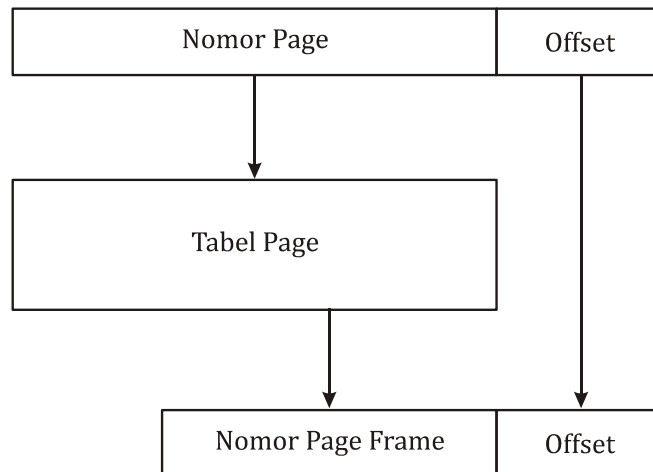 Nomor Page
Offset
Tabel Page
Nomor Page Frame
Offset